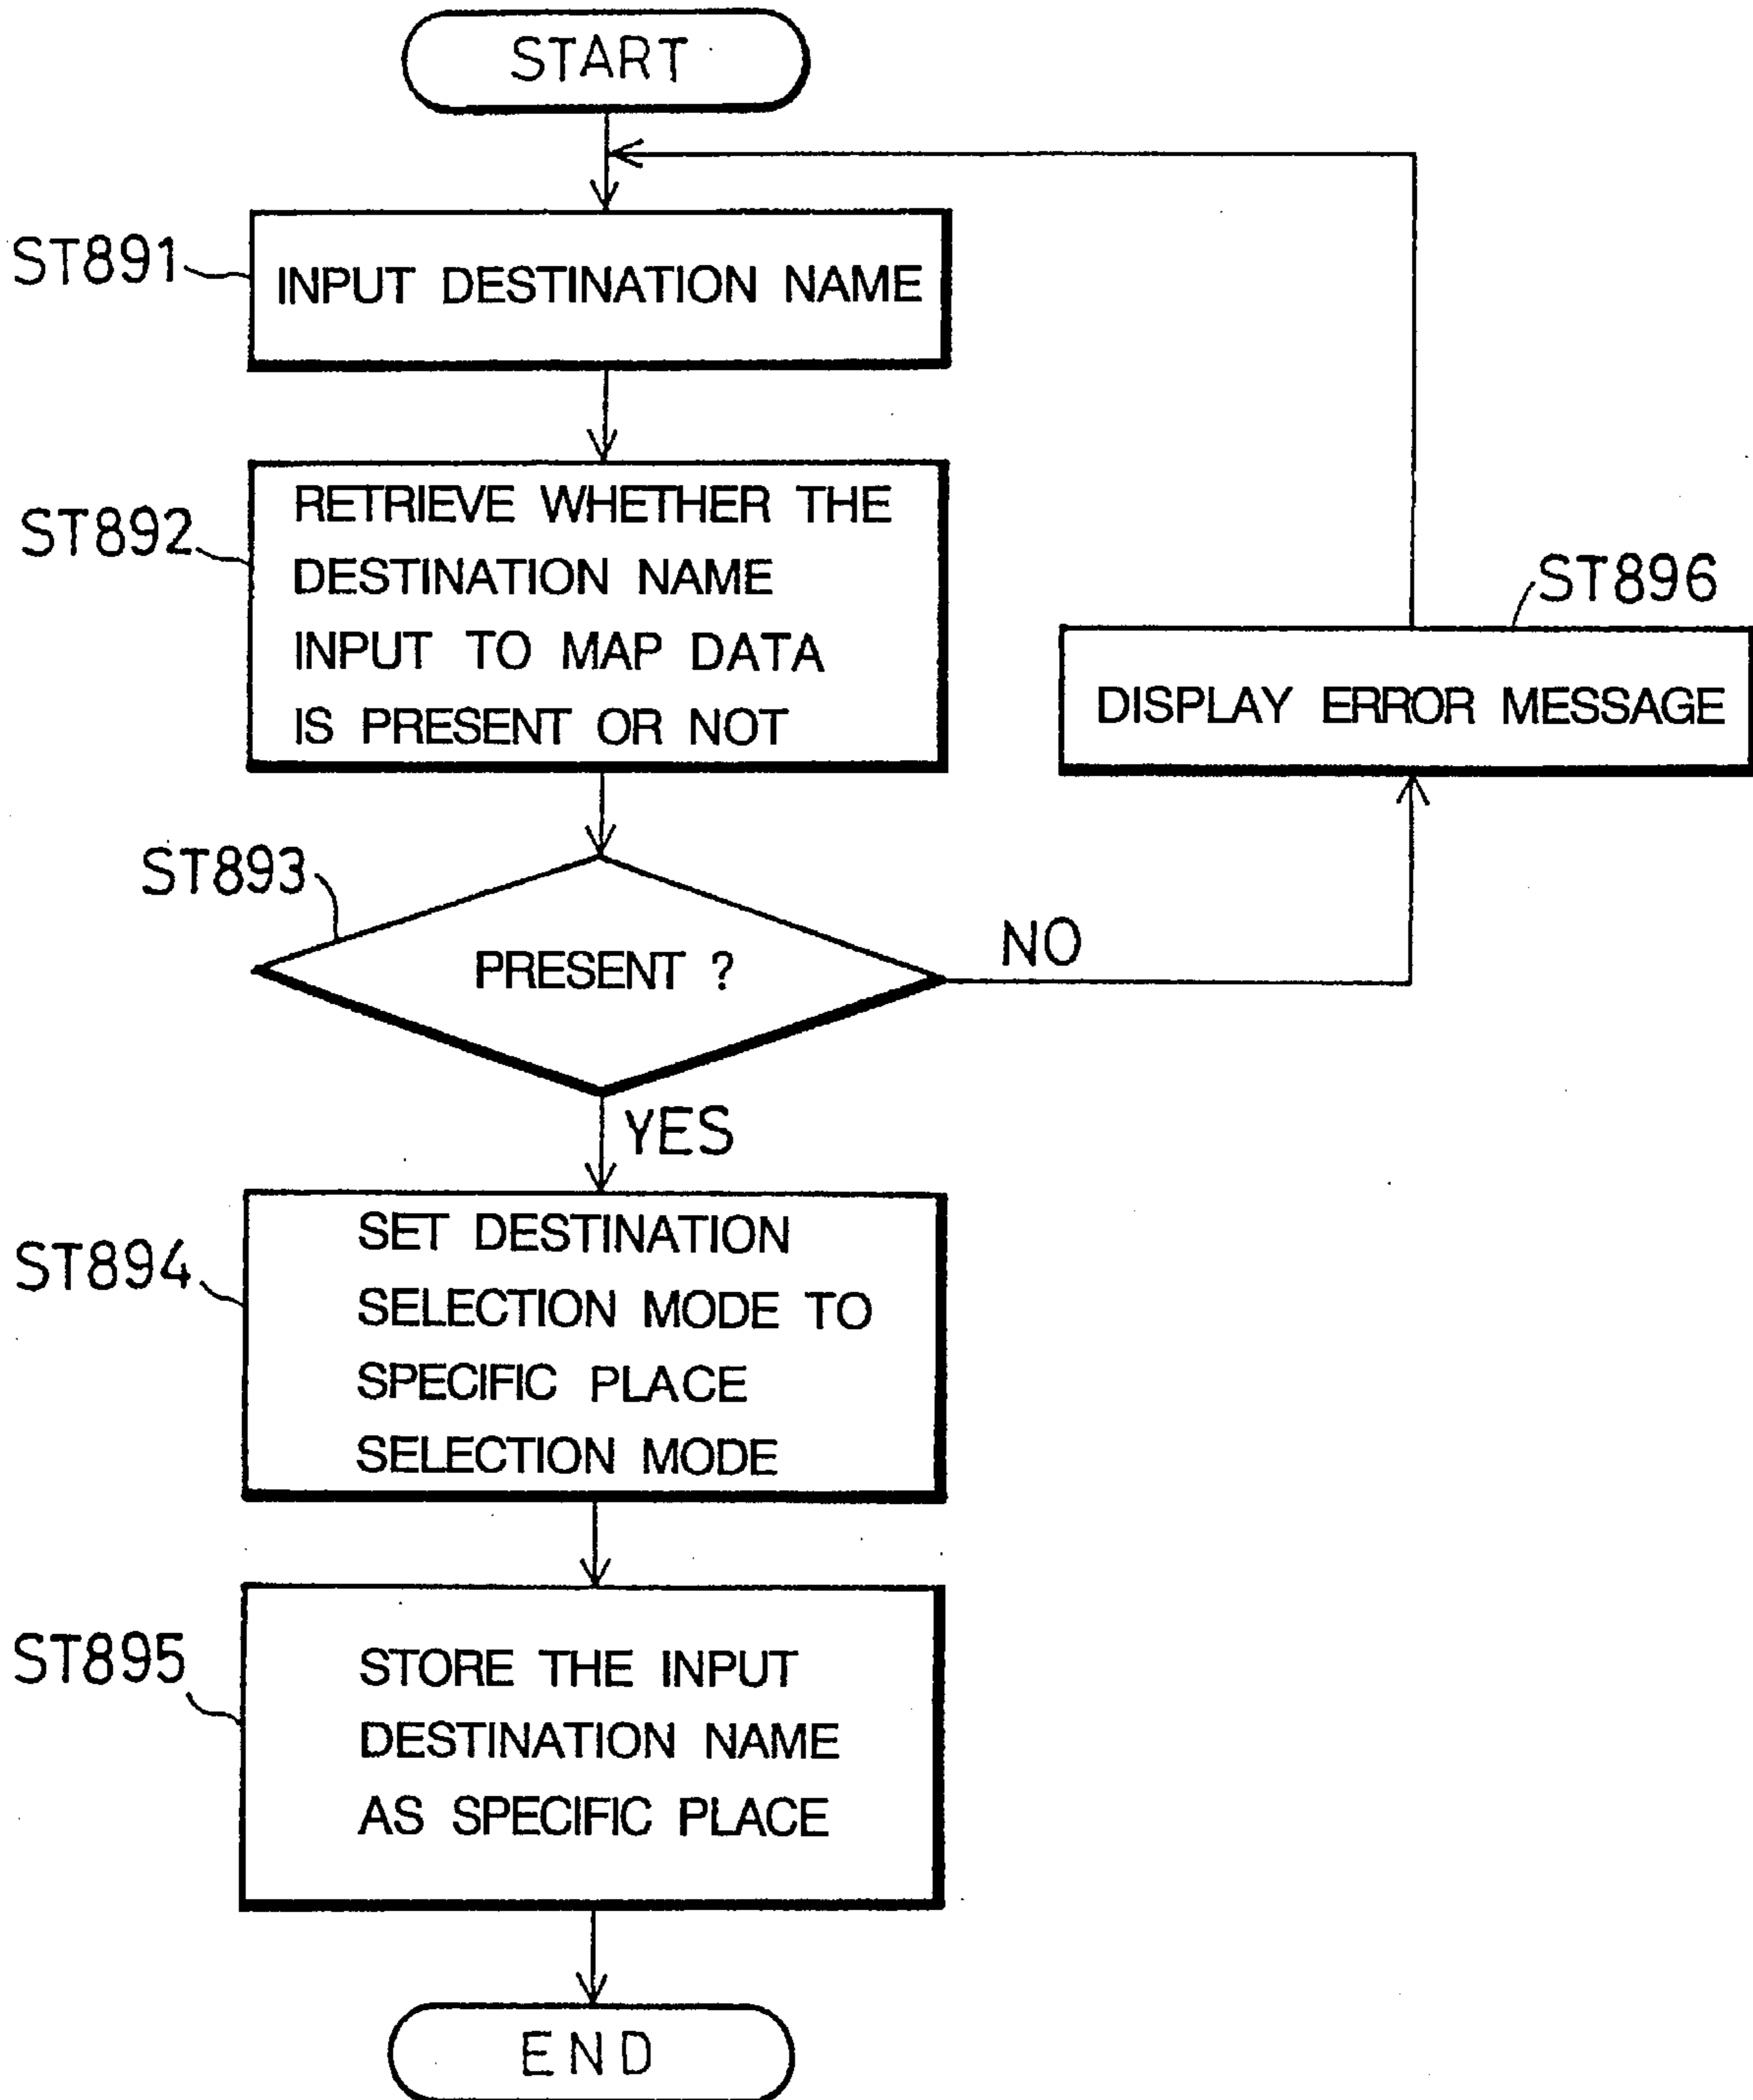 START
ST891
INPUT DESTINATION NAME
ST892
RETRIEVE WHETHER THE
DESTINATION NAME
INPUT TO MAP DATA
IS PRESENT OR NOT
ST896
DISPLAY ERROR MESSAGE
ST893
PRESENT ?
NO
YES
ST894
SET DESTINATION
SELECTION MODE TO
SPECIFIC PLACE
SELECTION MODE
ST895
STORE THE INPUT
DESTINATION NAME
AS SPECIFIC PLACE
END